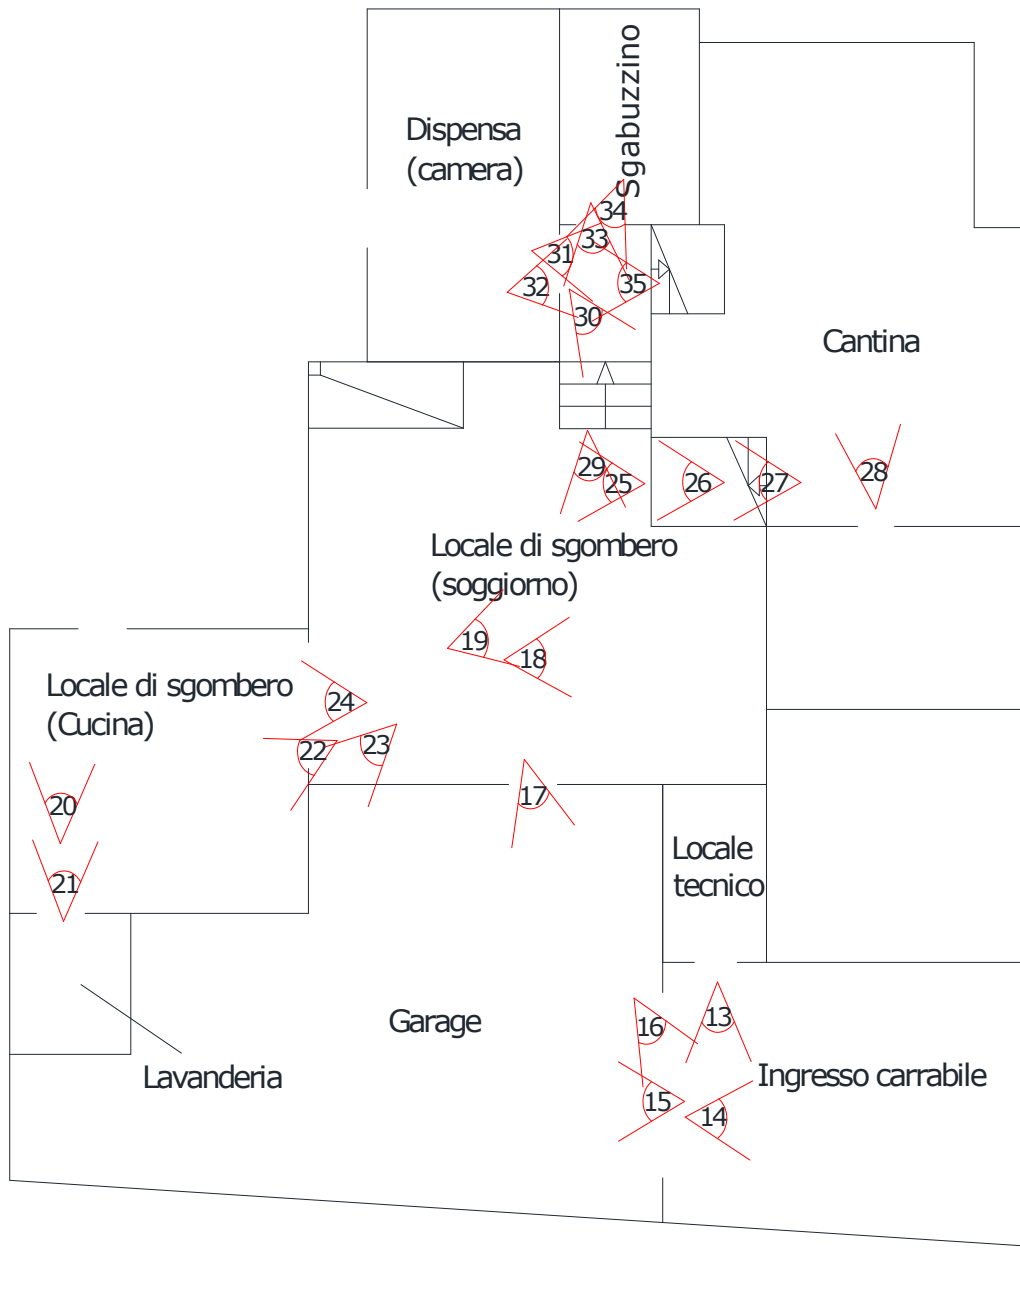 Sgabuzzino
Dispensa
(camera)
34
33
31
32
35
30
Cantina
29
25
26
27
28
Locale di sgombero
(soggiorno)
19
18
Locale di sgombero
(Cucina)
24
22
23
20
17
21
Locale
tecnico
Garage
16
13
Lavanderia
Ingresso carrabile
15
14